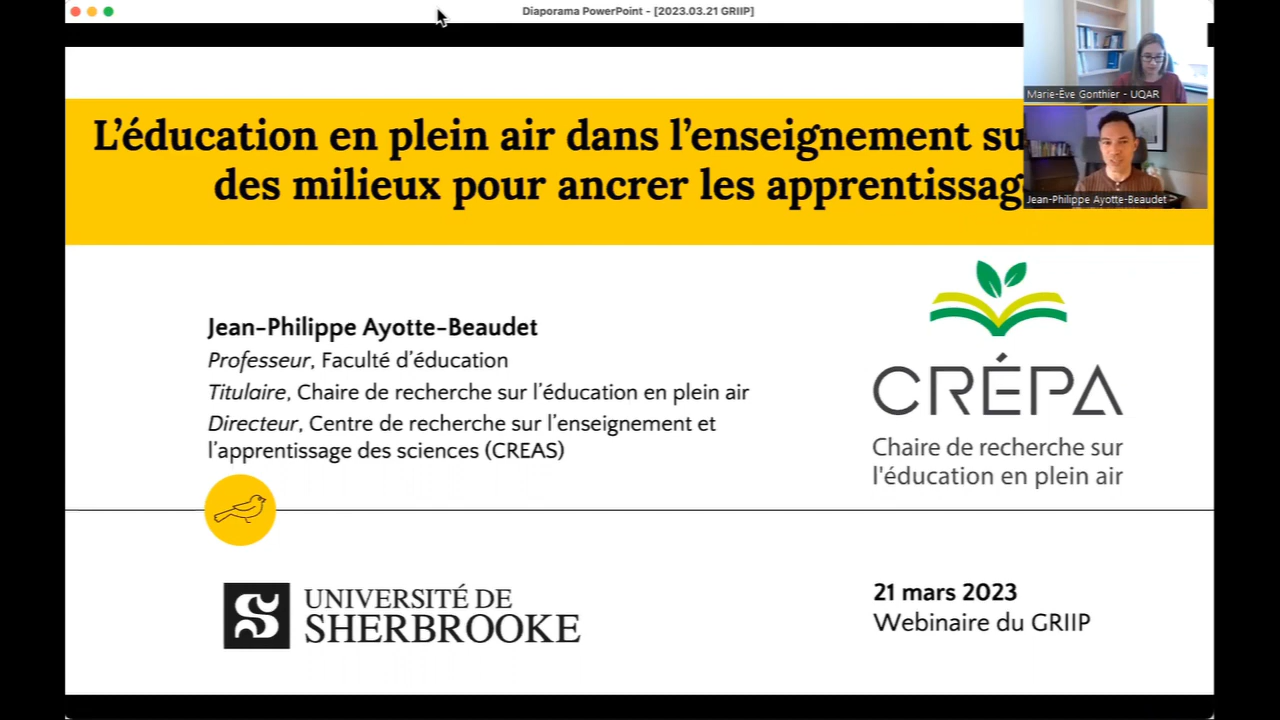 Diaporama PowerPoint - [2023.03.21 GRIIP]
Marie-Ève Gonthier - UQAR
L'éducation en plein air dans l'enseignement su
des milieux pour ancrer les apprentissag
Jean-Philippe Ayotte-Beaudet
Jean-Philippe Ayotte-Beaudet
Professeur, Faculté d'éducation
Titulaire, Chaire de recherche sur l'éducation en plein air
Directeur, Centre de recherche sur l'enseignement et
l'apprentissage des sciences (CREAS)
CRÉPA
Chaire de recherche sur
l'éducation en plein air
UNIVERSITÉ DE
SHERBROOKE
21 mars 2023
Webinaire du GRIIP